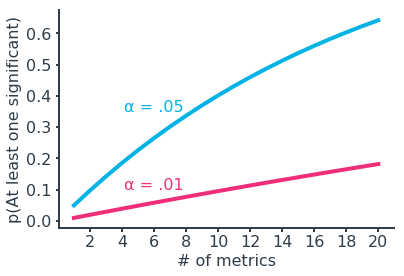 p(At least one significant)
0.6
0.5
0.4
0.3
0.2
0.1
0.0
α = .05
α = .01
2 4 6 8 10 12 14 16 18 20
# of metrics